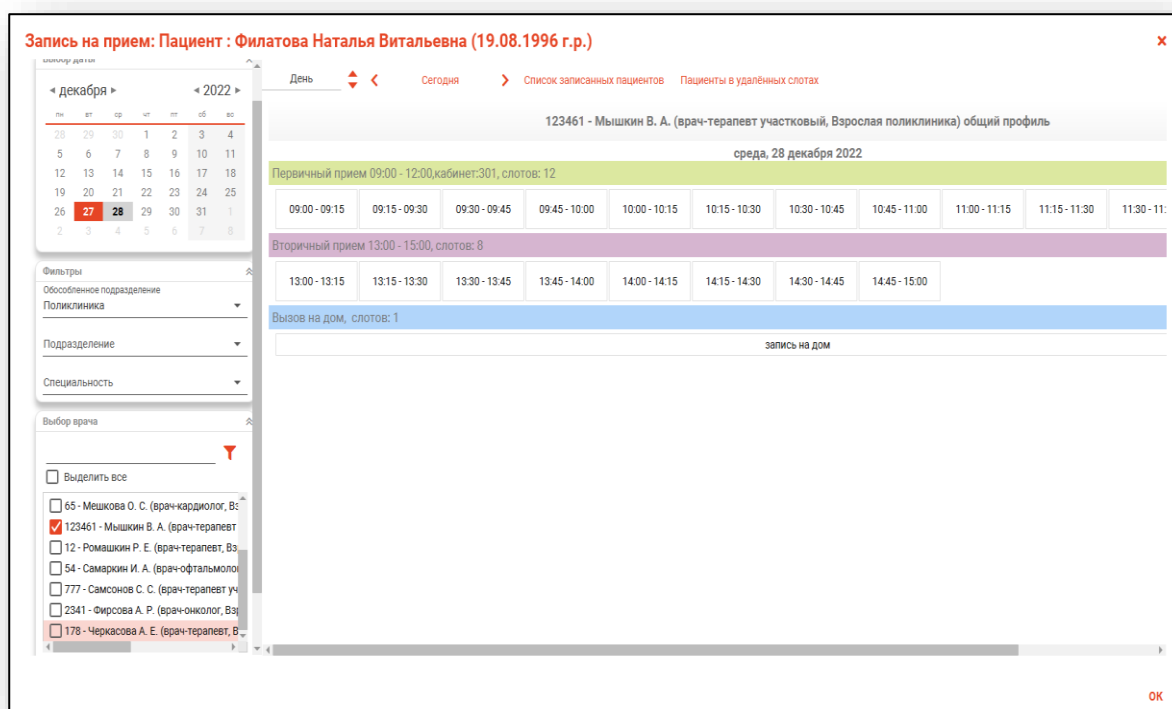 Запись на прием: Пациент : Филатова Наталья Витальевна (19.08.1996 г.р.)
Выбор даты
декабря 2022
пн вт ср чт пт сб вс
28 29 30 1 2 3 4
5 6 7 8 9 10 11
12 13 14 15 16 17 18
19 20 21 22 23 24 25
26 27 28 29 30 31 1
2 3 4 5 6 7 8
Фильтры
Обособленное подразделение
Поликлиника
Подразделение
Специальность
Выбор врача
Выделить все
65 - Мешкова О. С. (врач-кардиолог, Вз
123461 - Мышкин В. А. (врач-терапевт
12 - Ромашкин Р. Е. (врач-терапевт, Вз
54 - Самаркин И. А. (врач-офтальмоло
777 - Самсонов С. С. (врач-терапевт уч
2341 - Фирсова А. Р. (врач-онколог, Взр
178 - Черкасова А. Е. (врач-терапевт, В
День Сегодня Список записанных пациентов Пациенты в удалённых слотах
123461 - Мышкин В. А. (врач-терапевт участковый, Взрослая поликлиника) общий профиль
среда, 28 декабря 2022
Первичный прием 09:00 - 12:00,кабинет:301, слотов: 12
09:00 - 09:15 09:15 - 09:30 09:30 - 09:45 09:45 - 10:00 10:00 - 10:15 10:15 - 10:30 10:30 - 10:45 10:45 - 11:00 11:00 - 11:15 11:15 - 11:30 11:30 - 11:
Вторичный прием 13:00 - 15:00, слотов: 8
13:00 - 13:15 13:15 - 13:30 13:30 - 13:45 13:45 - 14:00 14:00 - 14:15 14:15 - 14:30 14:30 - 14:45 14:45 - 15:00
Вызов на дом, слотов: 1
запись на дом
ОК